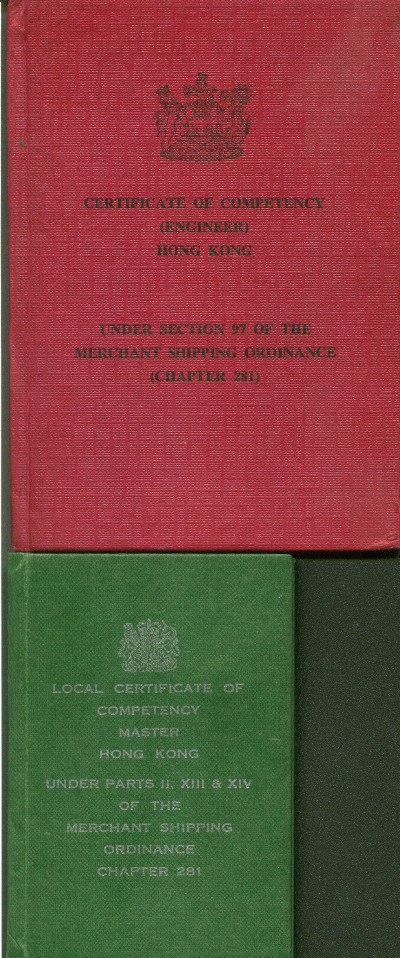 CERTIFICATE OF COMPETENCY
(ENGINEER)
HONG KONG
UNDER SECTION 97 OF THE
MERCHANT SHIPPING ORDINANCE
(CHAPTER 281)
LOCAL CERTIFICATE OF
COMPETENCY
MASTER
HONG KONG
UNDER PARTS II, XIII & XIV
OF THE
MERCHANT SHIPPING
ORDINANCE
CHAPTER 281